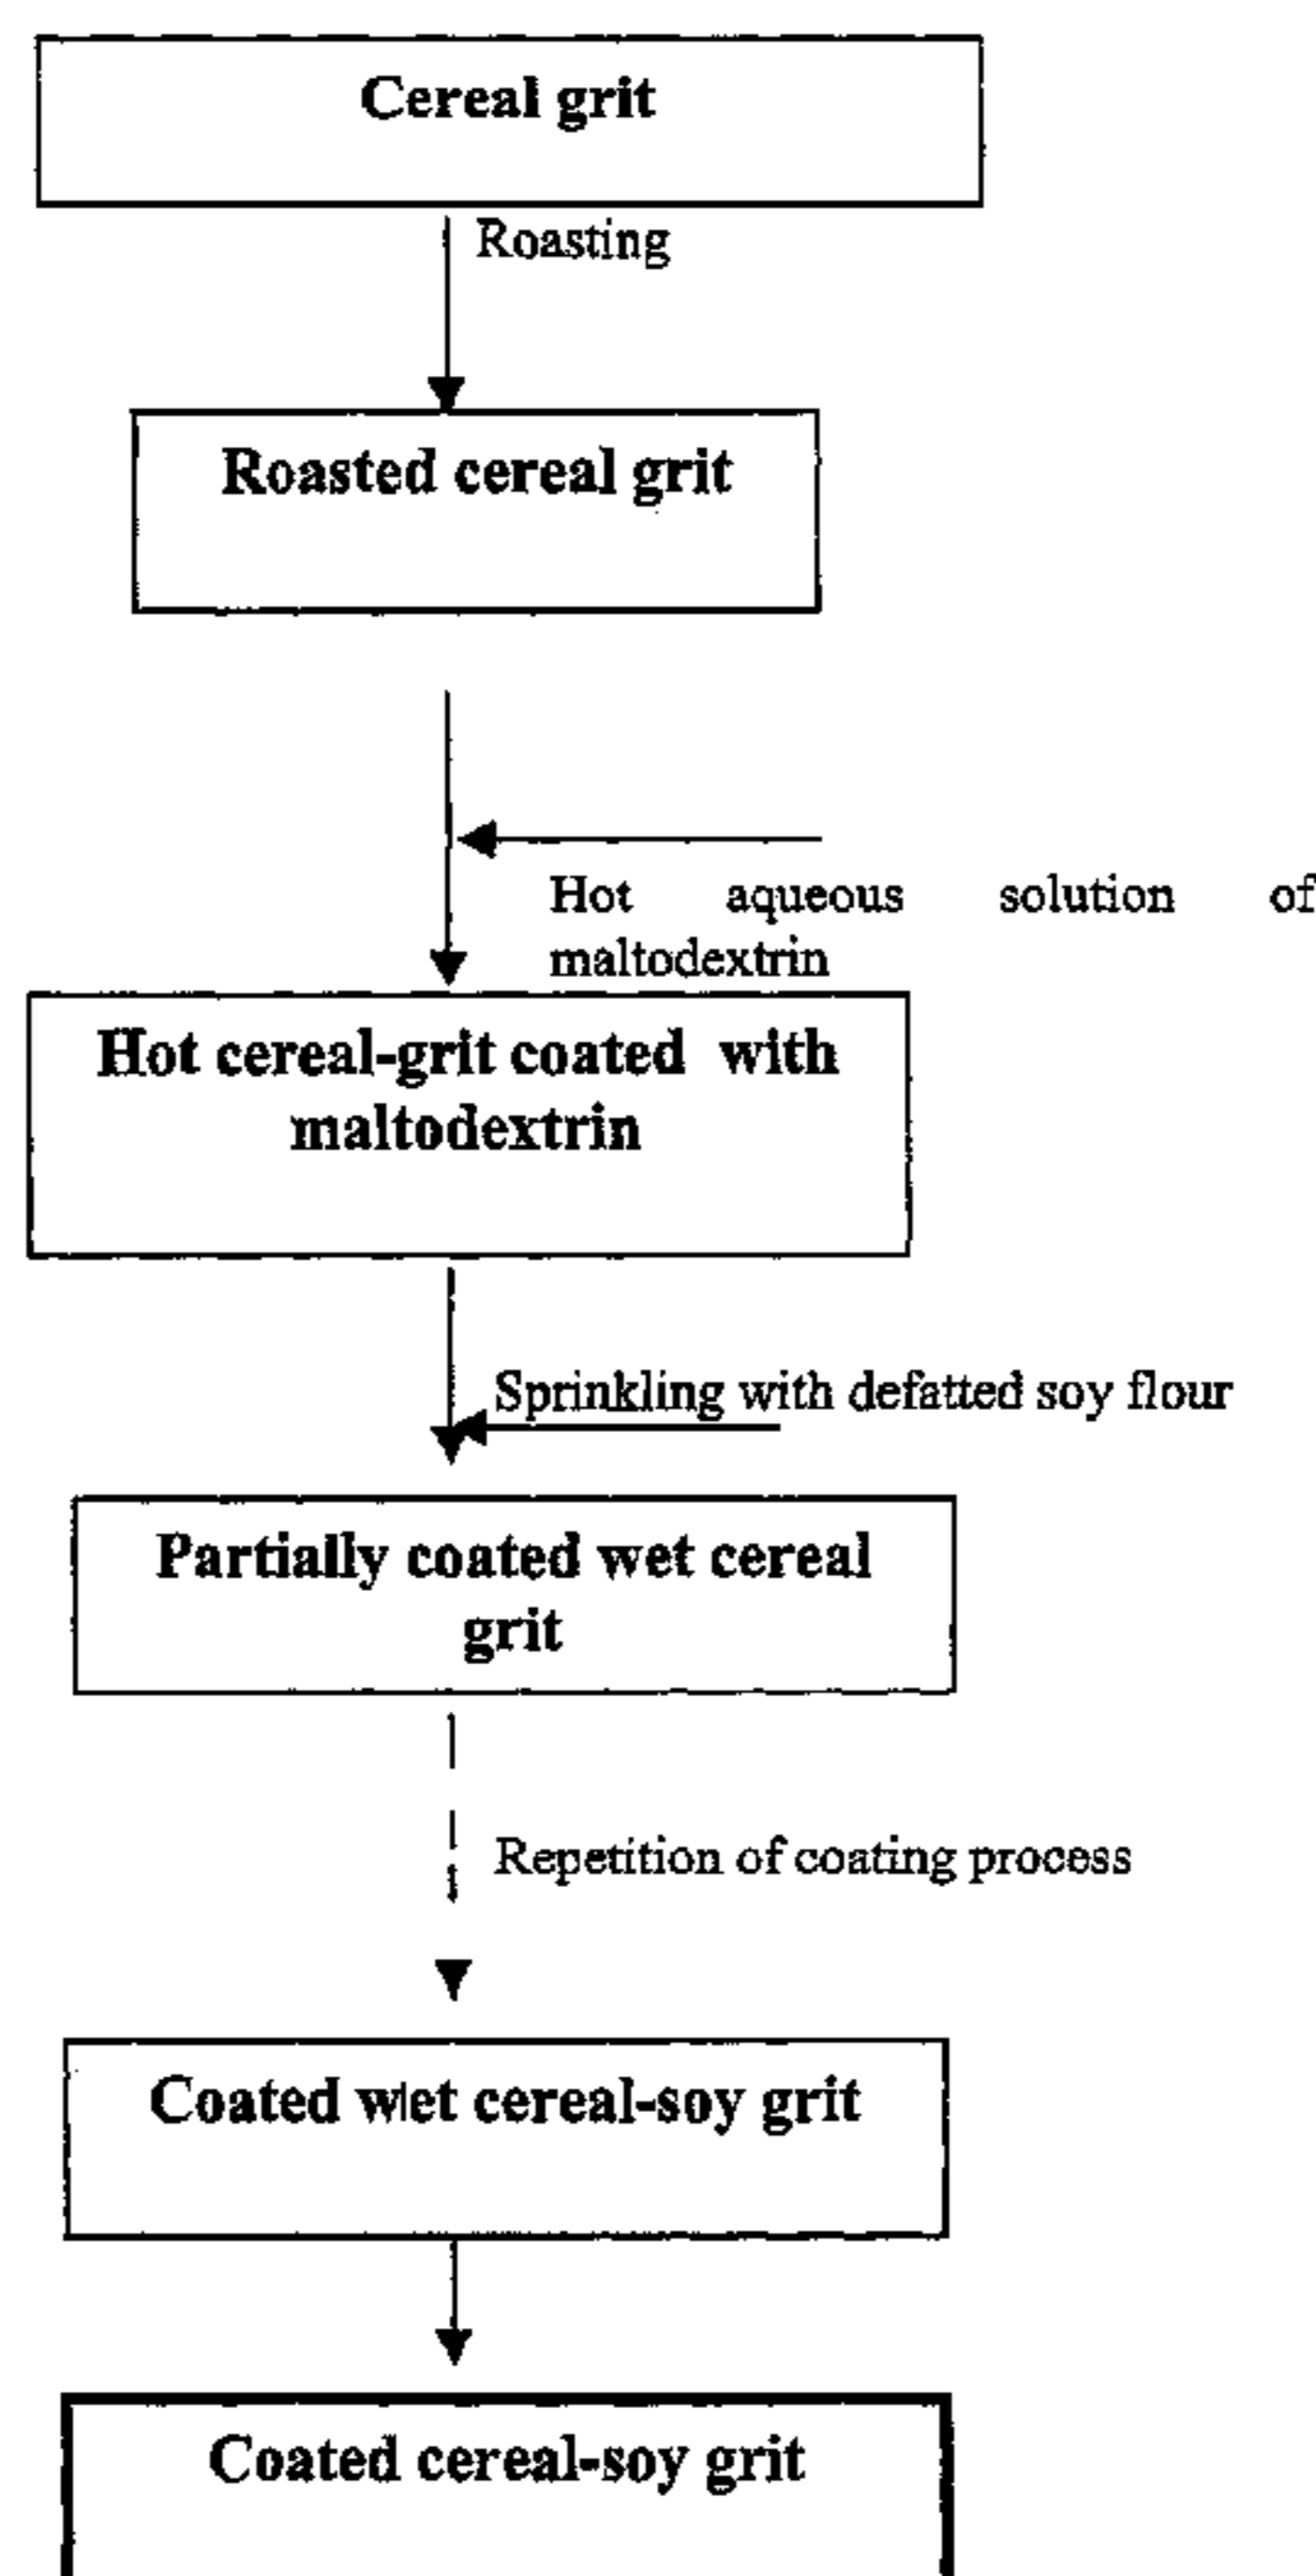 Cereal grit
Roasting
Roasted cereal grit
Hot aqueous solution of
maltodextrin
Hot cereal-grit coated with
maltodextrin
Sprinkling with defatted soy flour
Partially coated wet cereal
grit
Repetition of coating process
Coated wet cereal-soy grit
Coated cereal-soy grit